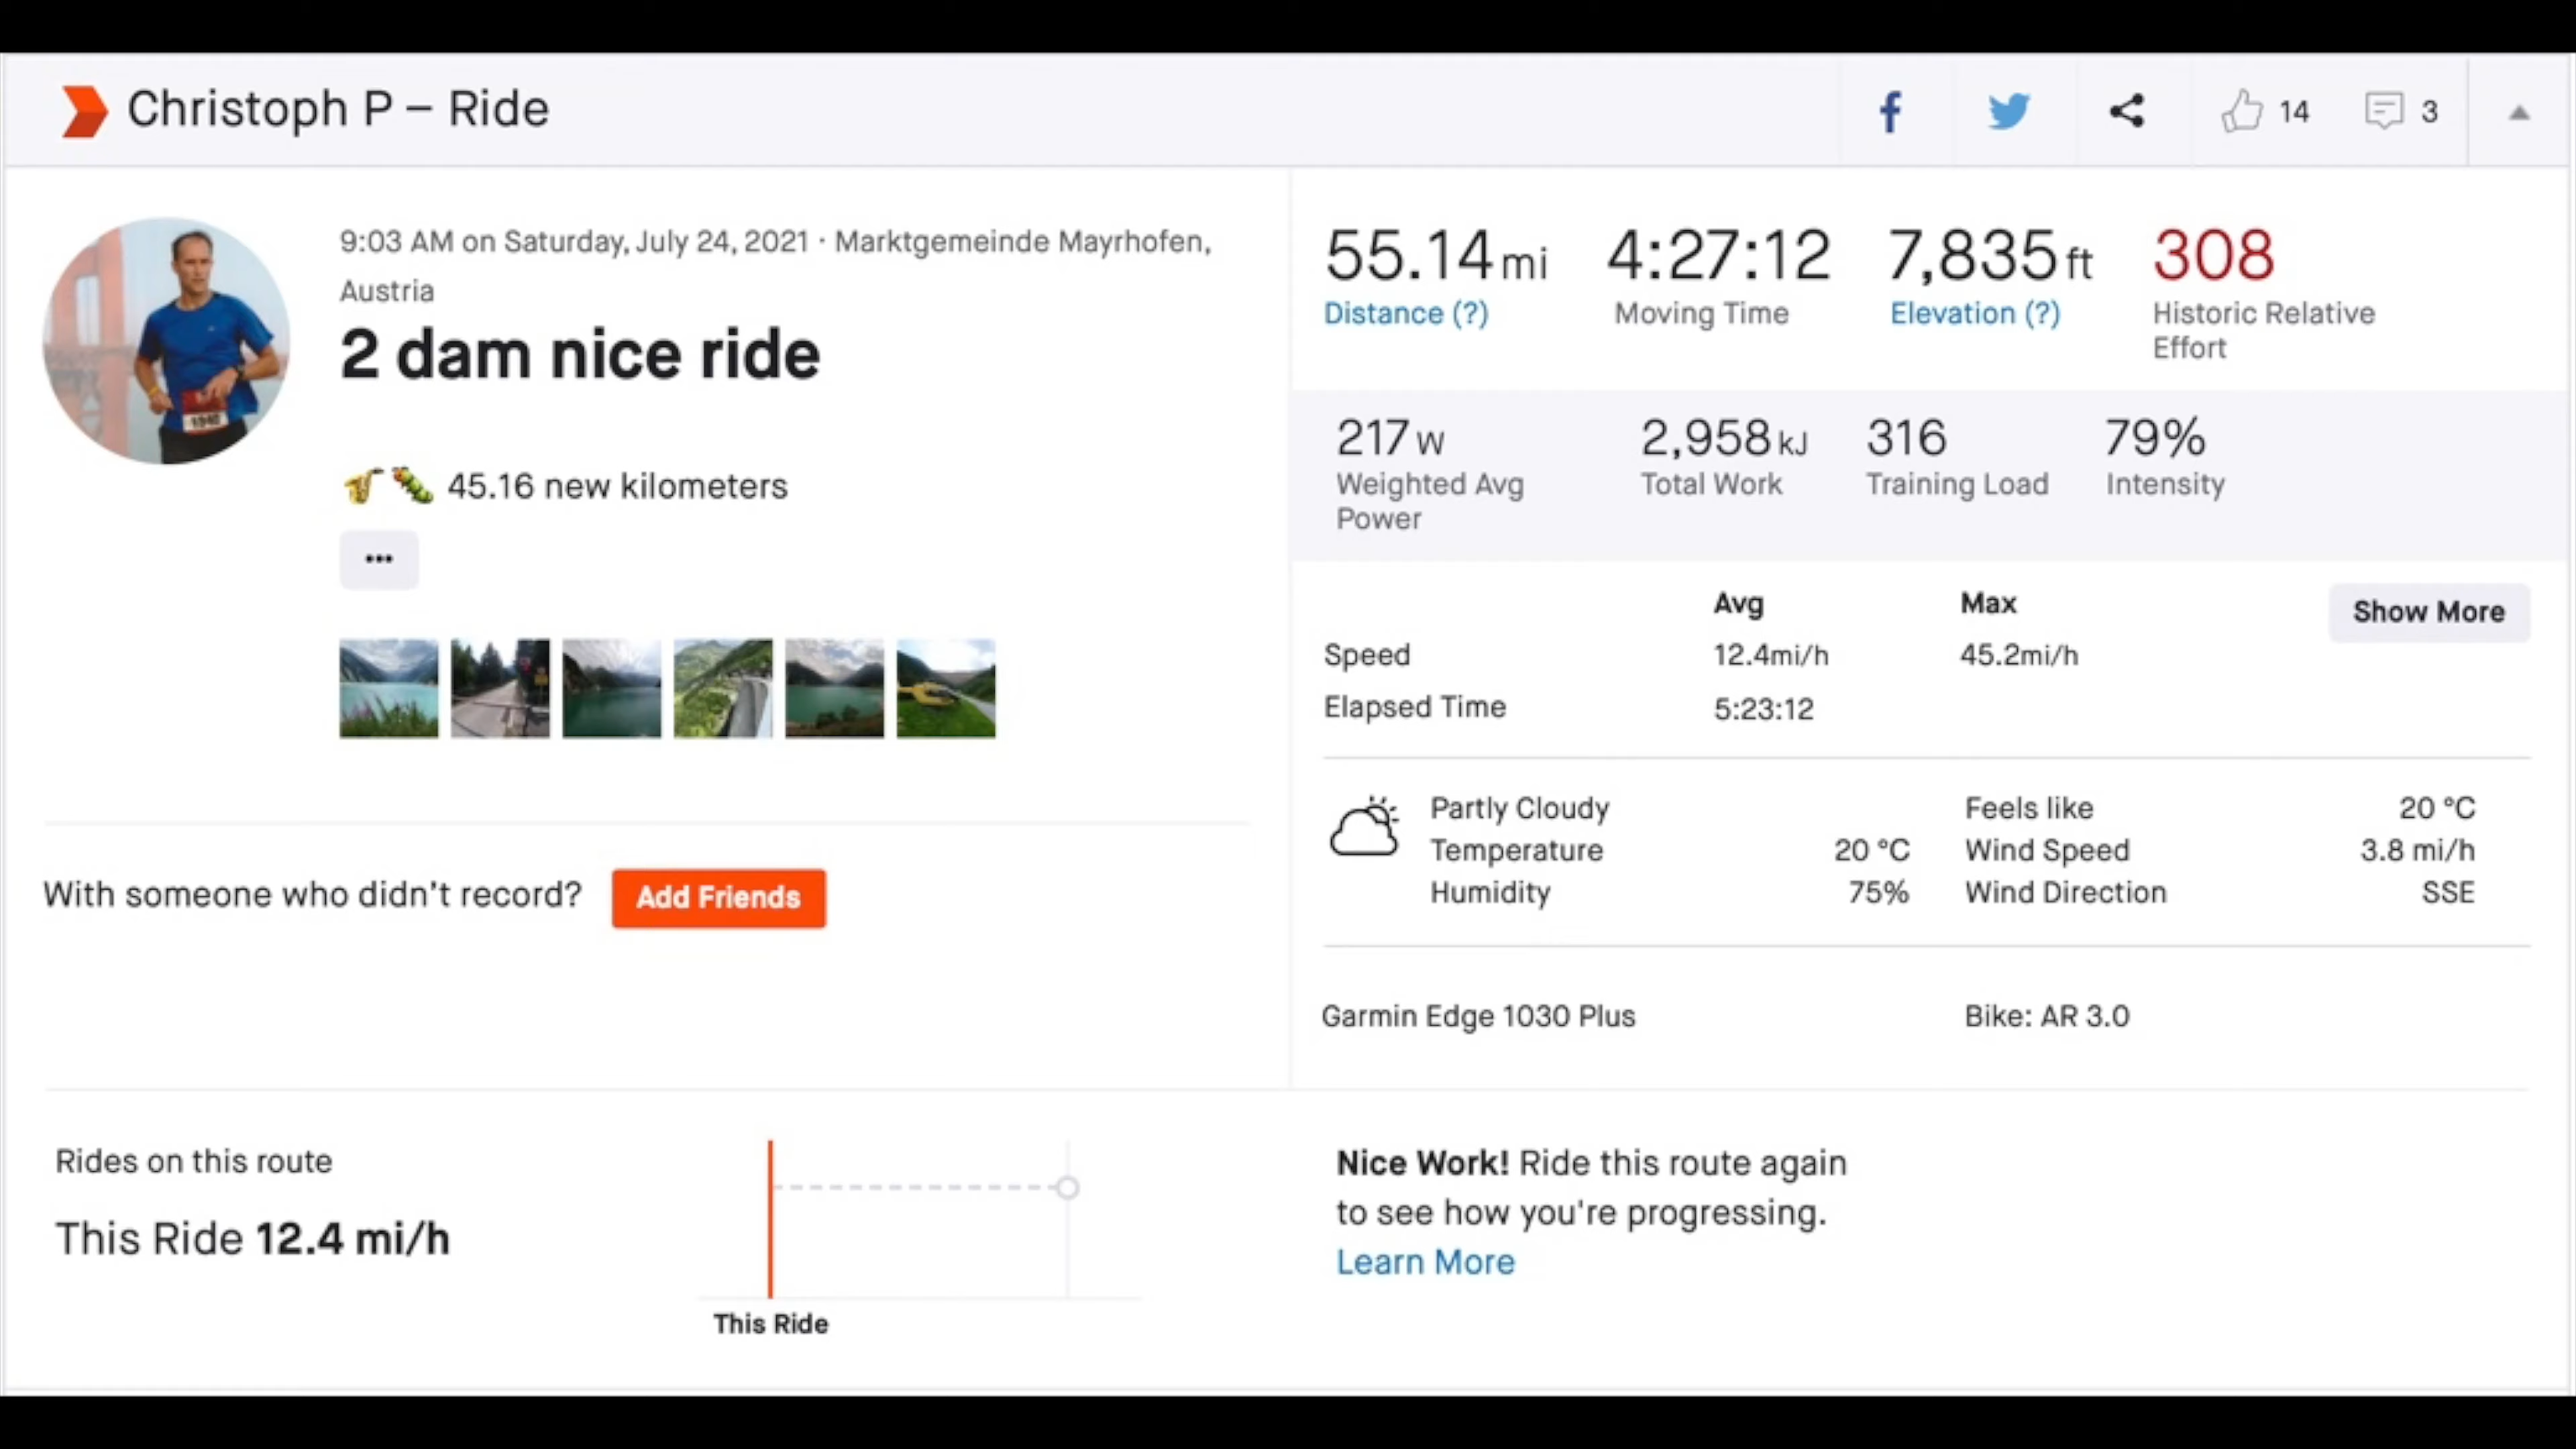 Christoph P – Ride
14
3
9:03 AM on Saturday, July 24, 2021 · Marktgemeinde Mayrhofen,
Austria
2 dam nice ride
45.16 new kilometers
With someone who didn't record?
Add Friends
55.14 mi
Distance (?)
4:27:12
Moving Time
7,835 ft
Elevation (?)
308
Historic Relative
Effort
217 W
Weighted Avg
Power
2,958 kJ
Total Work
316
Training Load
79%
Intensity
Avg
Max
Show More
Speed
12.4mi/h
45.2mi/h
Elapsed Time
5:23:12
Partly Cloudy
Feels like
20 °C
Temperature
20 °C
Wind Speed
3.8 mi/h
Humidity
75%
Wind Direction
SSE
Garmin Edge 1030 Plus
Bike: AR 3.0
Rides on this route
This Ride 12.4 mi/h
This Ride
Nice Work! Ride this route again
to see how you're progressing.
Learn More